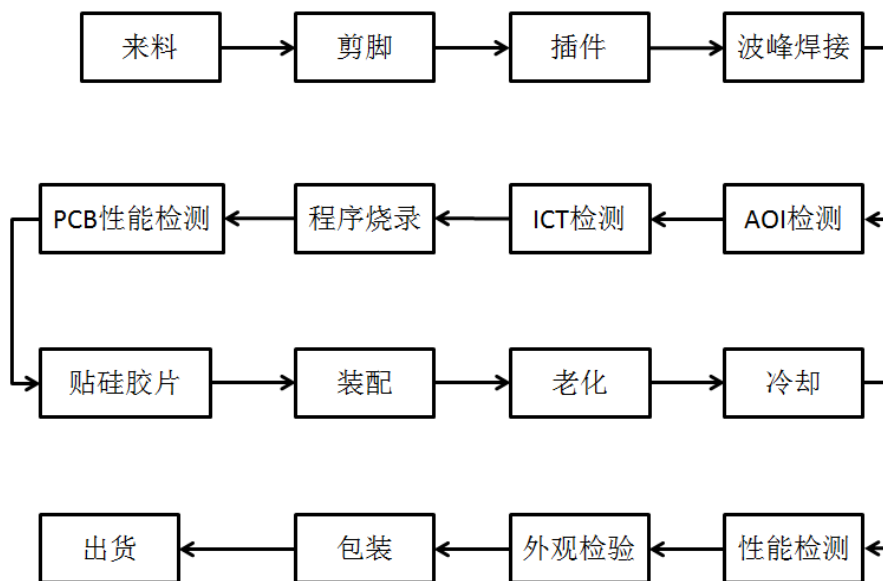 来料
剪脚
插件
波峰焊接
AOI检测
ICT检测
程序烧录
PCB性能检测
贴硅胶片
装配
老化
冷却
性能检测
外观检验
包装
出货